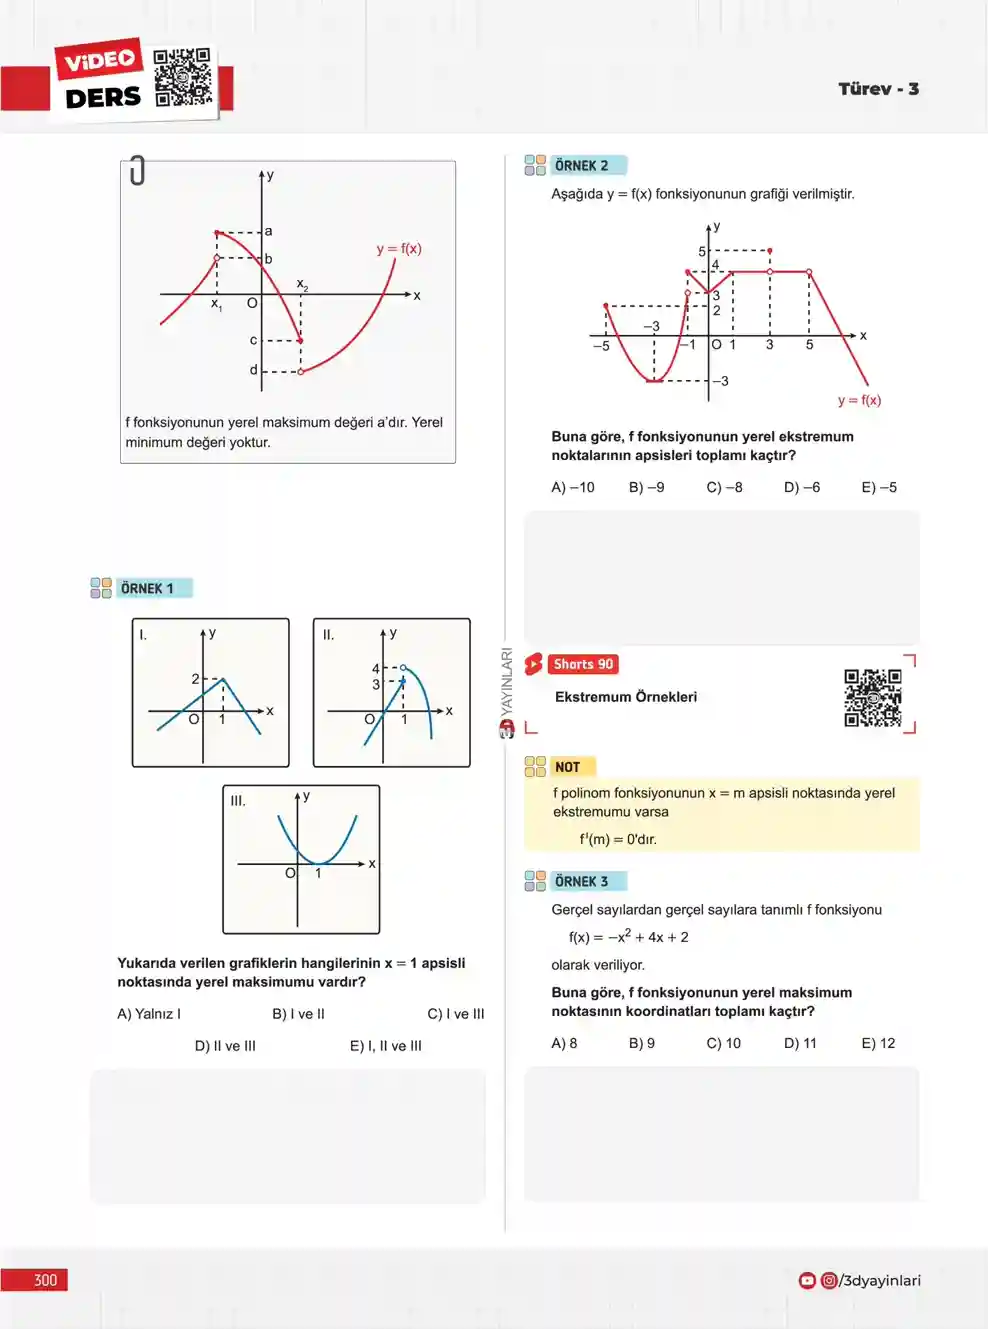 VİDEO
DERS
Türev - 3
y
a
b
y = f(x)
x2
x
x1
O
c
d
f fonksiyonunun yerel maksimum değeri a'dır. Yerel
minimum değeri yoktur.
ÖRNEK 1
I.
y
2
O
1
x
II.
y
4
3
O
1
x
III.
y
O
1
x
Yukarıda verilen grafiklerin hangilerinin x = 1 apsisli
noktasında yerel maksimumu vardır?
A) Yalnız I
B) I ve II
C) I ve III
D) II ve III
E) I, II ve III
3D YAYINLARI
ÖRNEK 2
Aşağıda y = f(x) fonksiyonunun grafiği verilmiştir.
y
5
4
3
2
–3
x
–5
–1
O
1
3
5
–3
y = f(x)
Buna göre, f fonksiyonunun yerel ekstremum
noktalarının apsisleri toplamı kaçtır?
A) –10
B) –9
C) –8
D) –6
E) –5
Shorts 90
Ekstremum Örnekleri
NOT
f polinom fonksiyonunun x = m apsisli noktasında yerel
ekstremumu varsa
f'(m) = 0'dır.
ÖRNEK 3
Gerçel sayılardan gerçel sayılara tanımlı f fonksiyonu
f(x) = –x² + 4x + 2
olarak veriliyor.
Buna göre, f fonksiyonunun yerel maksimum
noktasının koordinatları toplamı kaçtır?
A) 8
B) 9
C) 10
D) 11
E) 12
300
/3dyayinlari